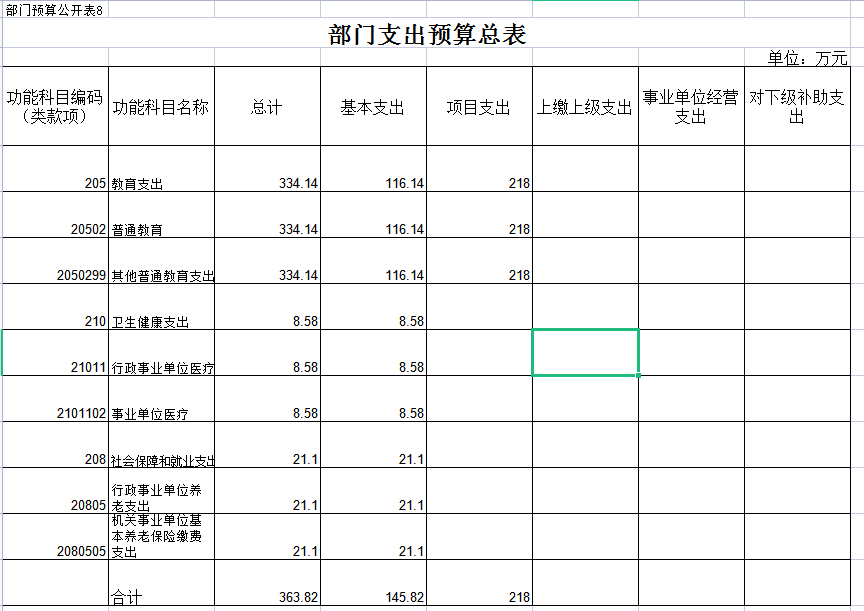 部门预算公开表8
部门支出预算总表
单位：万元
功能科目编码（类款项） 功能科目名称 总计 基本支出 项目支出 上缴上级支出 事业单位经营支出 对下级补助支出
205 教育支出 334.14 116.14 218
20502 普通教育 334.14 116.14 218
2050299 其他普通教育支出 334.14 116.14 218
210 卫生健康支出 8.58 8.58
21011 行政事业单位医疗 8.58 8.58
2101102 事业单位医疗 8.58 8.58
208 社会保障和就业支出 21.1 21.1
20805 行政事业单位养老支出 21.1 21.1
2080505 机关事业单位基本养老保险缴费支出 21.1 21.1
合计 363.82 145.82 218